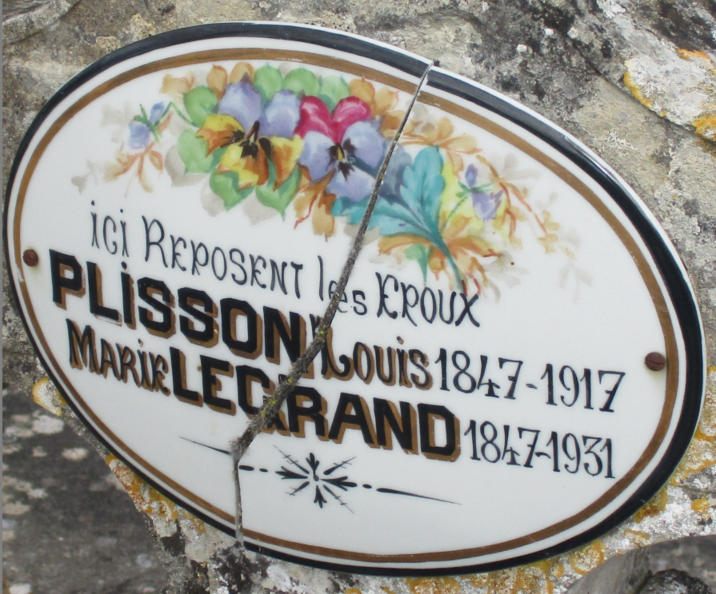 ici REPOSENT les EPOUX
PLISSON Louis 1847-1917
MARIE LEGRAND 1847-1931